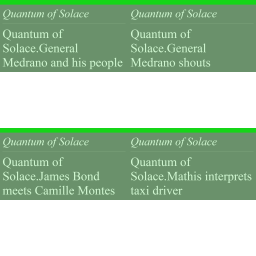 Quantum of Solace
Quantum of
Solace.General
Medrano and his people
Quantum of Solace
Quantum of
Solace.General
Medrano shouts
Quantum of Solace
Quantum of
Solace.James Bond
meets Camille Montes
Quantum of Solace
Quantum of
Solace.Mathis interprets
taxi driver